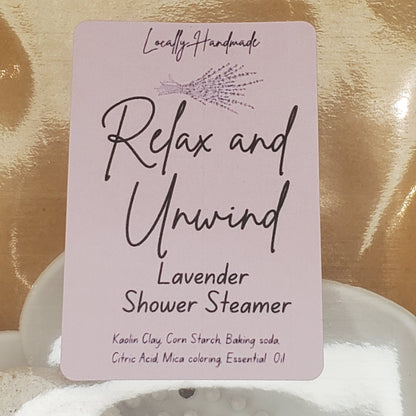 Locally Handmade
Relax and
Unwind
Lavender
Shower Steamer
Kaolin Clay, Corn Starch, Baking soda,
Citric Acid, Mica coloring, Essential Oil